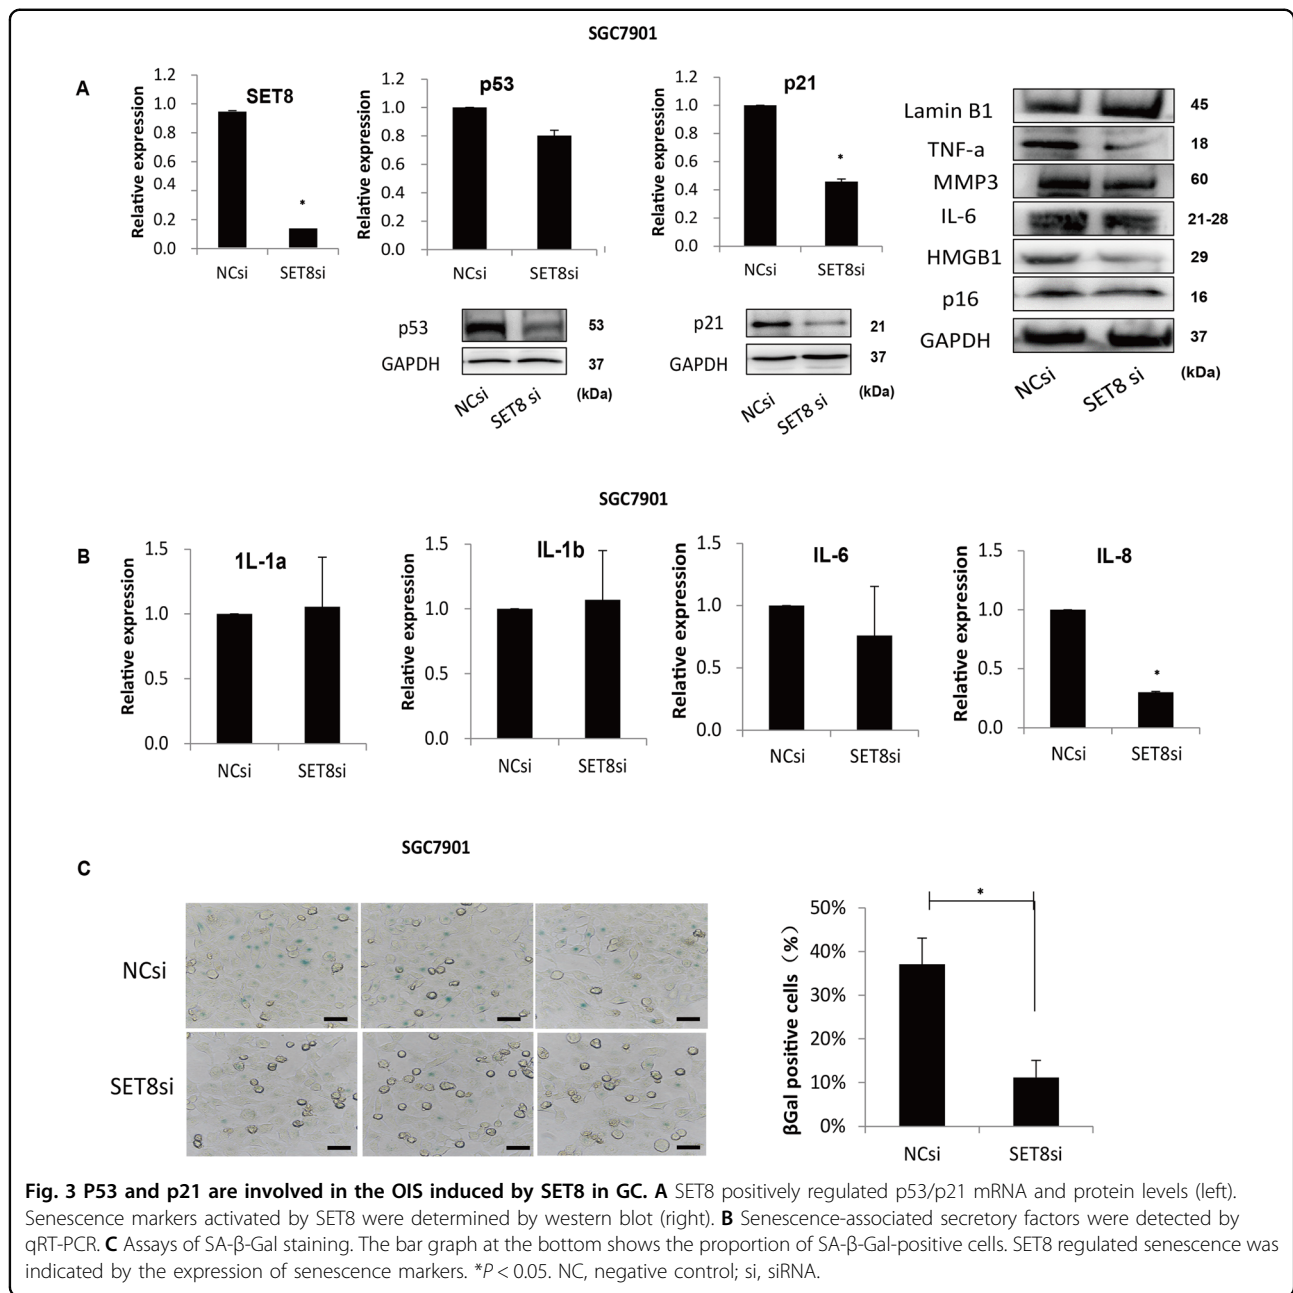 SGC7901
A
SET8
Relative expression
1.2
1.0
0.8
0.6
0.4
0.2
0.0
*
NCsi
SET8si
p53
Relative expression
1.2
1.0
0.8
0.6
0.4
0.2
0.0
NCsi
SET8si
p53
53
GAPDH
37
NCsi
SET8 si
(kDa)
p21
Relative expression
1.2
1.0
0.8
0.6
0.4
0.2
0.0
*
NCsi
SET8si
p21
21
GAPDH
37
NCsi
SET8 si
(kDa)
Lamin B1
45
TNF-a
18
MMP3
60
IL-6
21-28
HMGB1
29
p16
16
GAPDH
37
NCsi
SET8 si
(kDa)
SGC7901
B
1L-1a
Relative expression
1.5
1.0
0.5
0.0
NCsi
SET8si
IL-1b
Relative expression
1.5
1.0
0.5
0.0
NCsi
SET8si
IL-6
Relative expression
1.5
1.0
0.5
0.0
NCsi
SET8si
IL-8
Relative expression
1.5
1.0
0.5
0.0
*
NCsi
SET8si
SGC7901
C
NCsi
SET8si
βGal positive cells (%)
50%
40%
30%
20%
10%
0%
*
NCsi
SET8si
Fig. 3 P53 and p21 are involved in the OIS induced by SET8 in GC. A SET8 positively regulated p53/p21 mRNA and protein levels (left).
Senescence markers activated by SET8 were determined by western blot (right). B Senescence-associated secretory factors were detected by
qRT-PCR. C Assays of SA-β-Gal staining. The bar graph at the bottom shows the proportion of SA-β-Gal-positive cells. SET8 regulated senescence was
indicated by the expression of senescence markers. *P < 0.05. NC, negative control; si, siRNA.